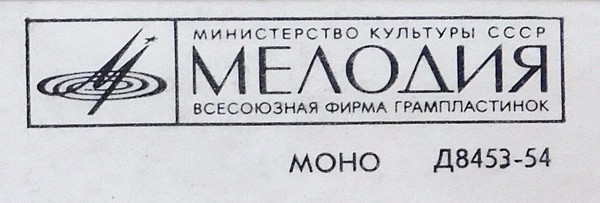 МИНИСТЕРСТВО КУЛЬТУРЫ СССР
МЕЛОДИЯ
ВСЕСОЮЗНАЯ ФИРМА ГРАМПЛАСТИНОК
МОНО Д8453-54